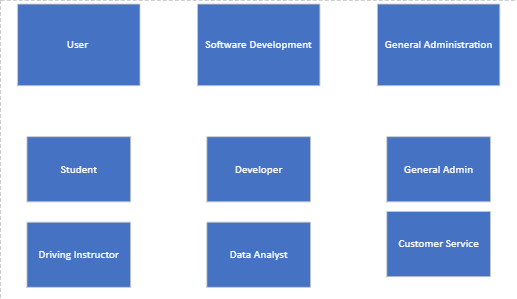 User
Software Development
General Administration
Student
Developer
General Admin
Driving Instructor
Data Analyst
Customer Service